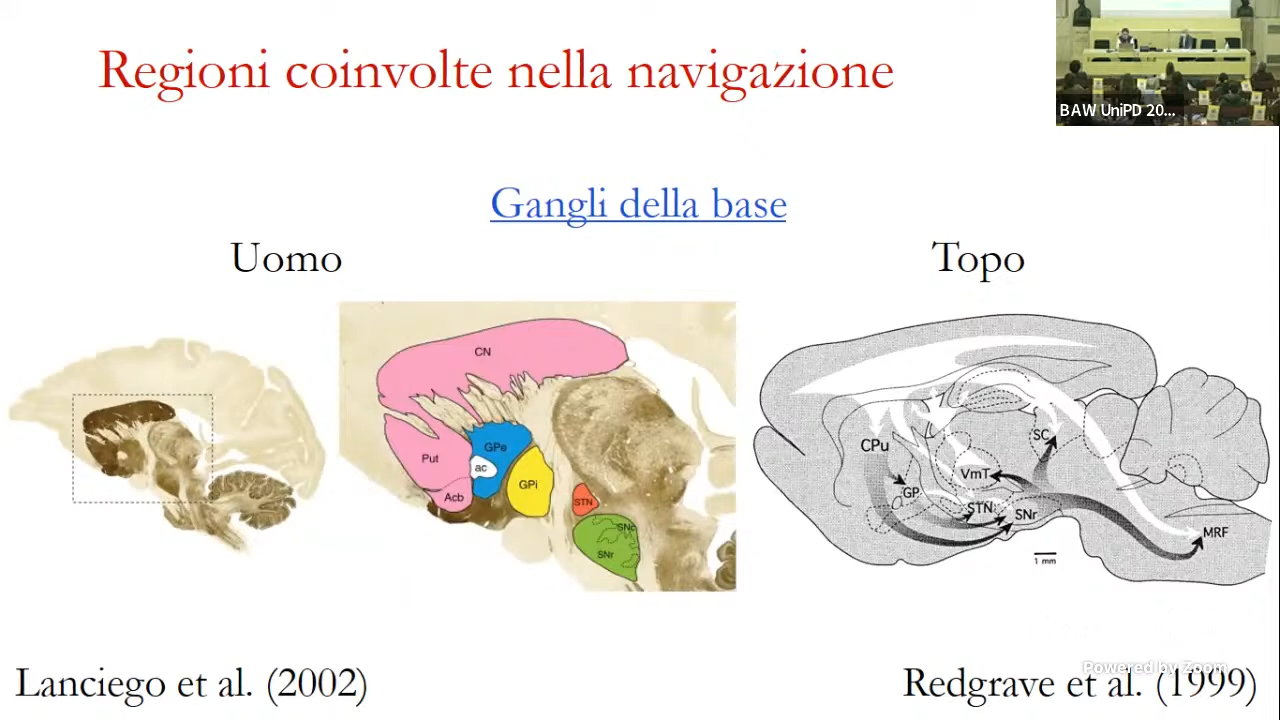 Regioni coinvolte nella navigazione
BAW UniPD 20...
Gangli della base
Uomo
Topo
CN
Put
GPe
ac
Acb
GPi
STN
SNc
SNr
CPu
SC
VmT
GP
STN
SNr
MRF
1 mm
Powered by Zoom
Lanciego et al. (2002)
Redgrave et al. (1999)